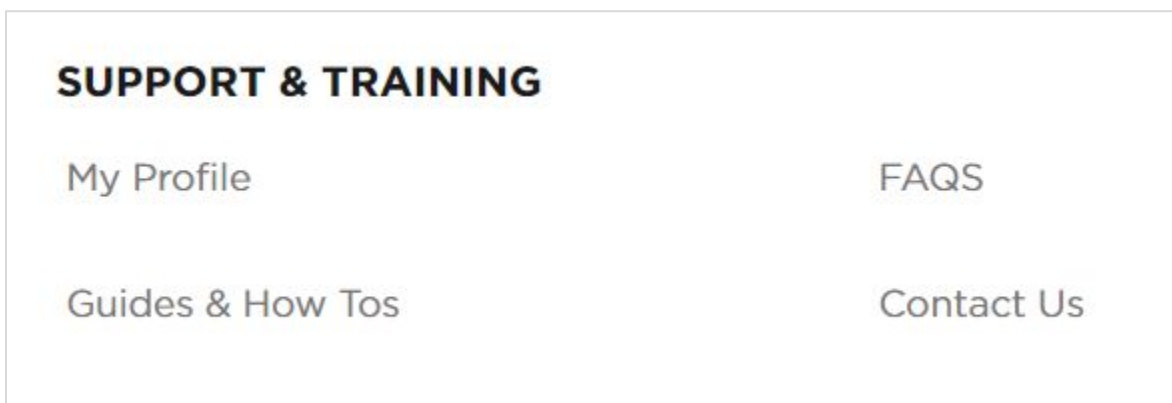 SUPPORT & TRAINING
My Profile
FAQS
Guides & How Tos
Contact Us